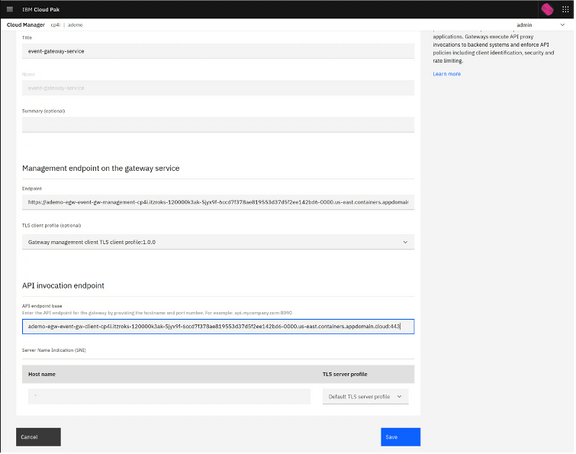 IBM Cloud Pak
Cloud Manager cp4i | ademo
admin
applications. Gateways execute API proxy
invocations to backend systems and enforce API
policies including client identification, security and
rate limiting.
Learn more
Title
event-gateway-service
Name
event-gateway-service
Summary (optional)
Management endpoint on the gateway service
Endpoint
https://ademo-egw-event-gw-management-cp4i.itzroks-120000k3ak-5jyx9f-6ccd7f378ae819553d37d5f2ee142bd6-0000.us-east.containers.appdomain
TLS client profile (optional)
Gateway management client TLS client profile:1.0.0
API invocation endpoint
API endpoint base
Enter the API endpoint for the gateway by providing the hostname and port number. For example: api.mycompany.com:8990
ademo-egw-event-gw-client-cp4i.itzroks-120000k3ak-5jyx9f-6ccd7f378ae819553d37d5f2ee142bd6-0000.us-east.containers.appdomain.cloud:443
Server Name Indication (SNI)
Host name TLS server profile
* Default TLS server profile
Cancel Save